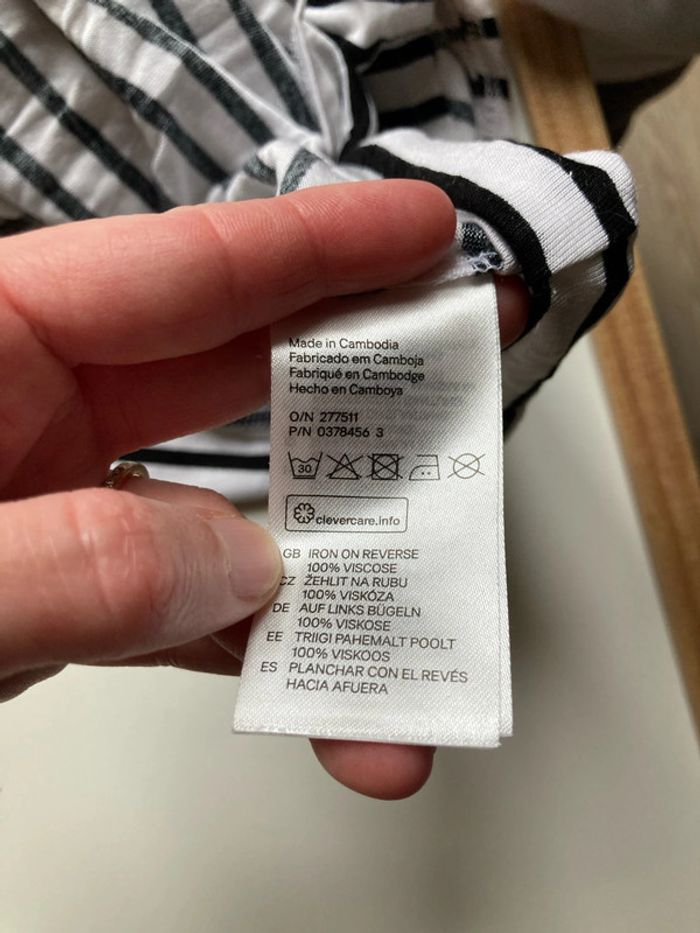 Made in Cambodia
Fabricado em Camboja
Fabriqué en Cambodge
Hecho en Camboya
O/N 277511
P/N 0378456 3
30
clevercare.info
GB IRON ON REVERSE
100% VISCOSE
CZ ŽEHLIT NA RUBU
100% VISKÓZA
DE AUF LINKS BÜGELN
100% VISKOSE
EE TRIIGI PAHEMALT POOLT
100% VISKOOS
ES PLANCHAR CON EL REVÉS
HACIA AFUERA